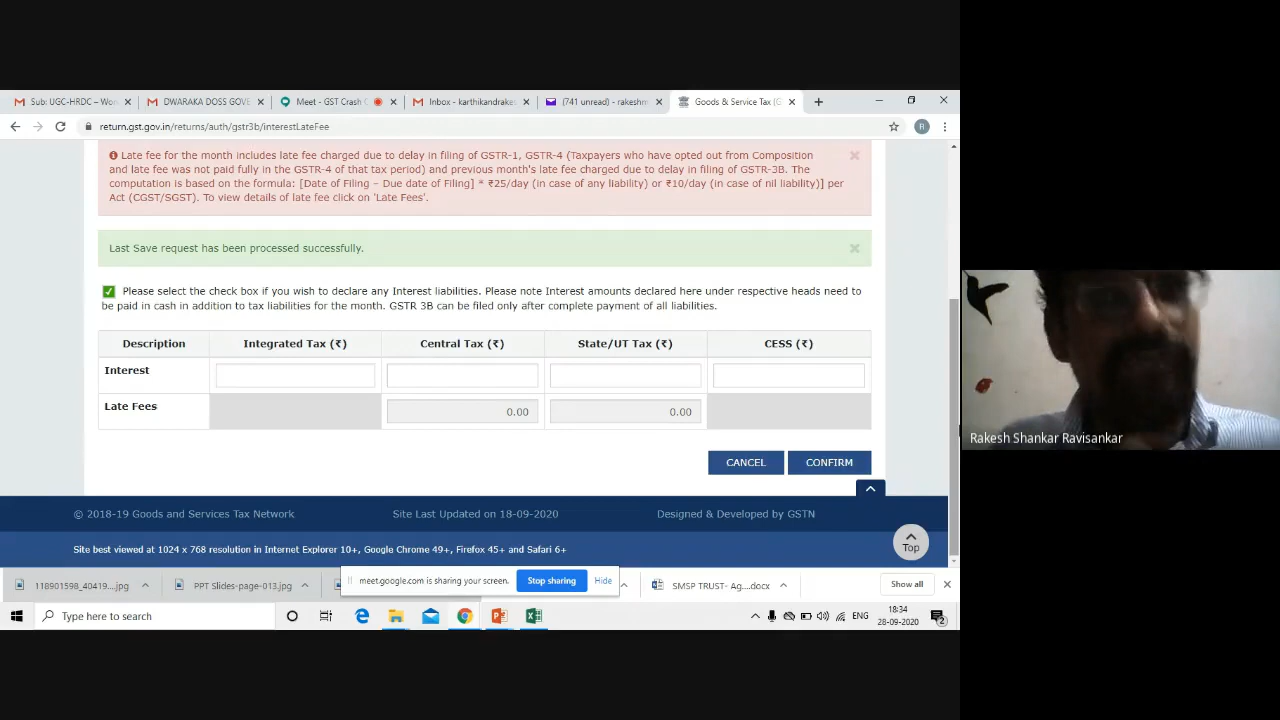 Sub: UGC-HRDC – Wor
DWARAKA DOSS GOVE
Meet - GST Crash C
Inbox - karthikandraket
(741 unread) - rakeshm
Goods & Service Tax (G
return.gst.gov.in/returns/auth/gstr3b/interestLateFee
R
Late fee for the month includes late fee charged due to delay in filing of GSTR-1, GSTR-4 (Taxpayers who have opted out from Composition
and late fee was not paid fully in the GSTR-4 of that tax period) and previous month's late fee charged due to delay in filing of GSTR-3B. The
computation is based on the formula: [Date of Filing – Due date of Filing] * ₹25/day (in case of any liability) or ₹10/day (in case of nil liability)] per
Act (CGST/SGST). To view details of late fee click on 'Late Fees'.
Last Save request has been processed successfully.
Please select the check box if you wish to declare any Interest liabilities. Please note Interest amounts declared here under respective heads need to
be paid in cash in addition to tax liabilities for the month. GSTR 3B can be filed only after complete payment of all liabilities.
Description Integrated Tax (₹) Central Tax (₹) State/UT Tax (₹) CESS (₹)
Interest
Late Fees 0.00 0.00
Rakesh Shankar Ravisankar
CANCEL CONFIRM
© 2018-19 Goods and Services Tax Network Site Last Updated on 18-09-2020 Designed & Developed by GSTN
Top
Site best viewed at 1024 x 768 resolution in Internet Explorer 10+, Google Chrome 49+, Firefox 45+ and Safari 6+
118901598_40419....jpg
PPT Slides-page-013.jpg
meet.google.com is sharing your screen. Stop sharing Hide
SMSP TRUST- Ag....docx
Show all
Type here to search
ENG
18:34
28-09-2020
2